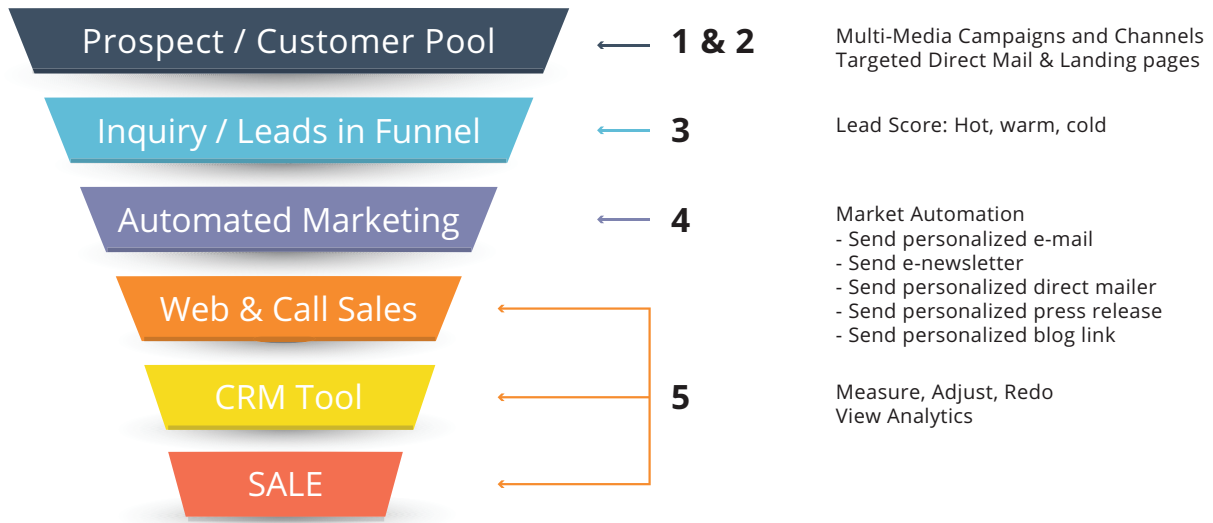 Prospect / Customer Pool
1 & 2
Multi-Media Campaigns and Channels
Targeted Direct Mail & Landing pages
Inquiry / Leads in Funnel
3
Lead Score: Hot, warm, cold
Automated Marketing
4
Market Automation
- Send personalized e-mail
- Send e-newsletter
- Send personalized direct mailer
- Send personalized press release
- Send personalized blog link
Web & Call Sales
CRM Tool
SALE
5
Measure, Adjust, Redo
View Analytics